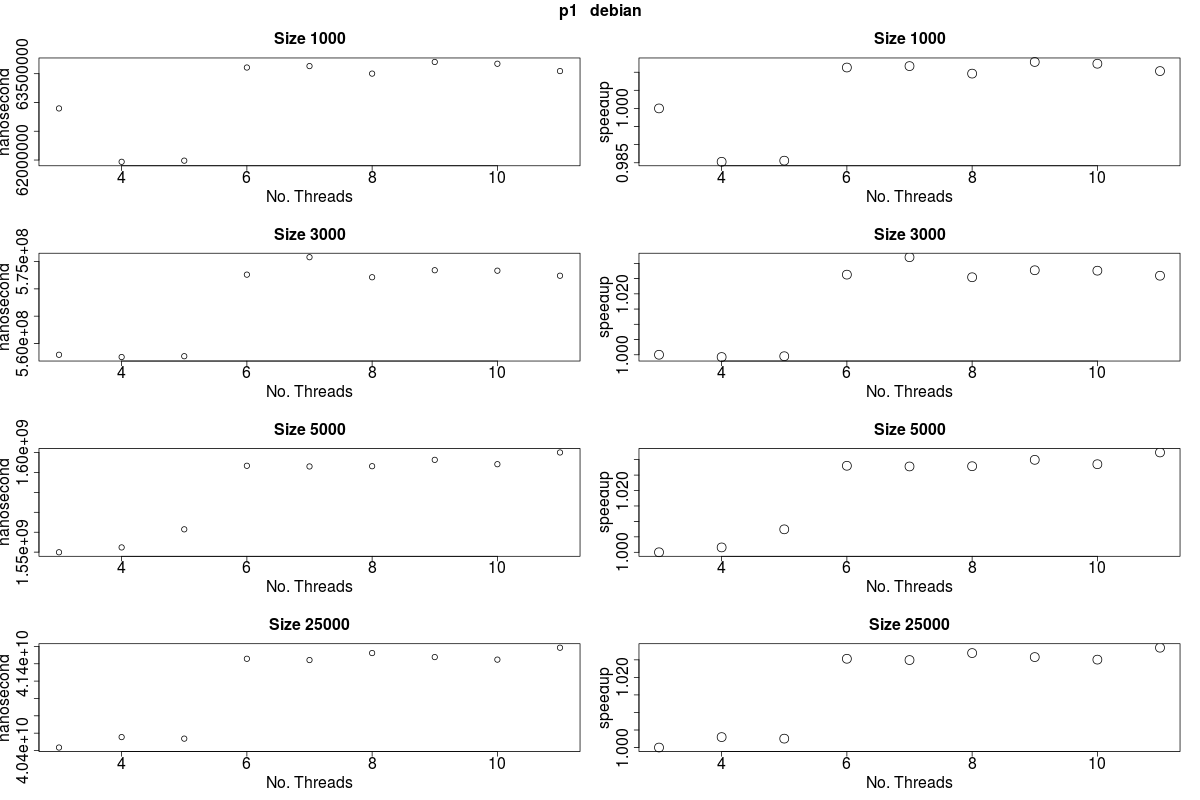 p1 debian
Size 1000
nanosecond
62000000 63500000
4 6 8 10
No. Threads
Size 1000
speeaup
0.985 1.000
4 6 8 10
No. Threads
Size 3000
nanosecond
5.60e+08 5.75e+08
4 6 8 10
No. Threads
Size 3000
speeaup
1.000 1.020
4 6 8 10
No. Threads
Size 5000
nanosecond
1.55e+09 1.60e+09
4 6 8 10
No. Threads
Size 5000
speeaup
1.000 1.020
4 6 8 10
No. Threads
Size 25000
nanosecond
4.04e+10 4.14e+10
4 6 8 10
No. Threads
Size 25000
speeaup
1.000 1.020
4 6 8 10
No. Threads